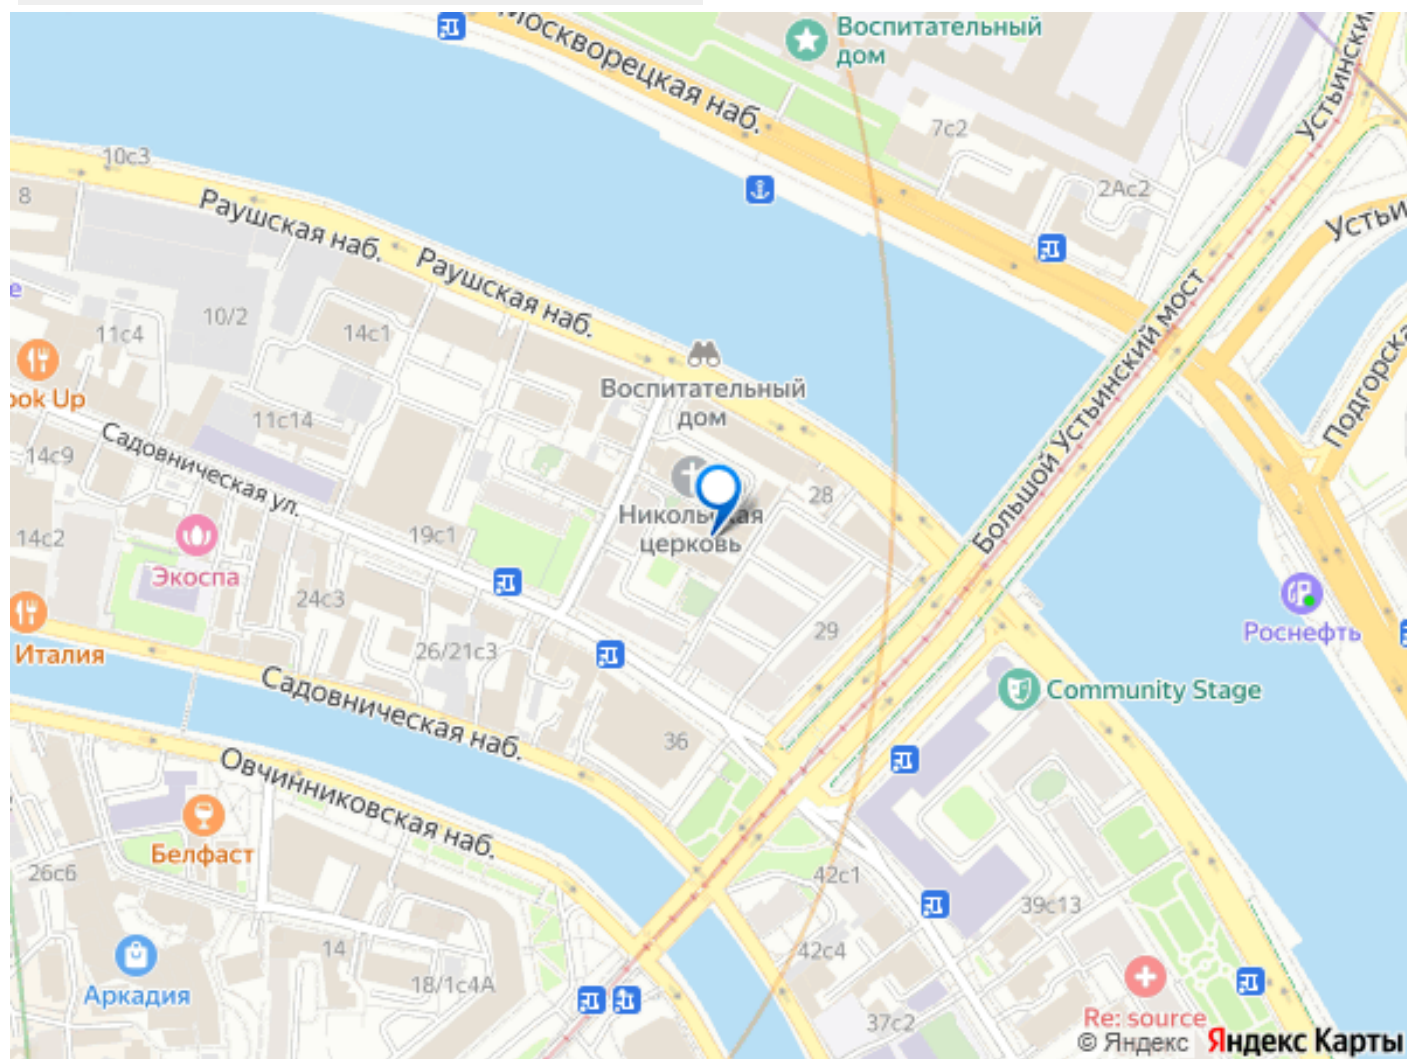 Москворецкая наб.
Воспитательный
дом
Устьинский
7с2
2Ас2
10с3
8
Раушская наб.
Раушская наб.
10/2
14с1
11с4
ook Up
11с14
Садовническая ул.
14с9
14с2
19с1
Экоспа
24с3
26/21с3
Италия
Садовническая наб.
Овчинниковская наб.
Воспитательный
дом
Никольская
церковь
28
29
36
Большой Устьинский мост
Подгорска
Усть
Роснефть
Community Stage
Белфаст
26с6
Аркадия
14
18/1с4А
42с1
42с4
39с13
37с2
Re: source
© Яндекс Яндекс Карты